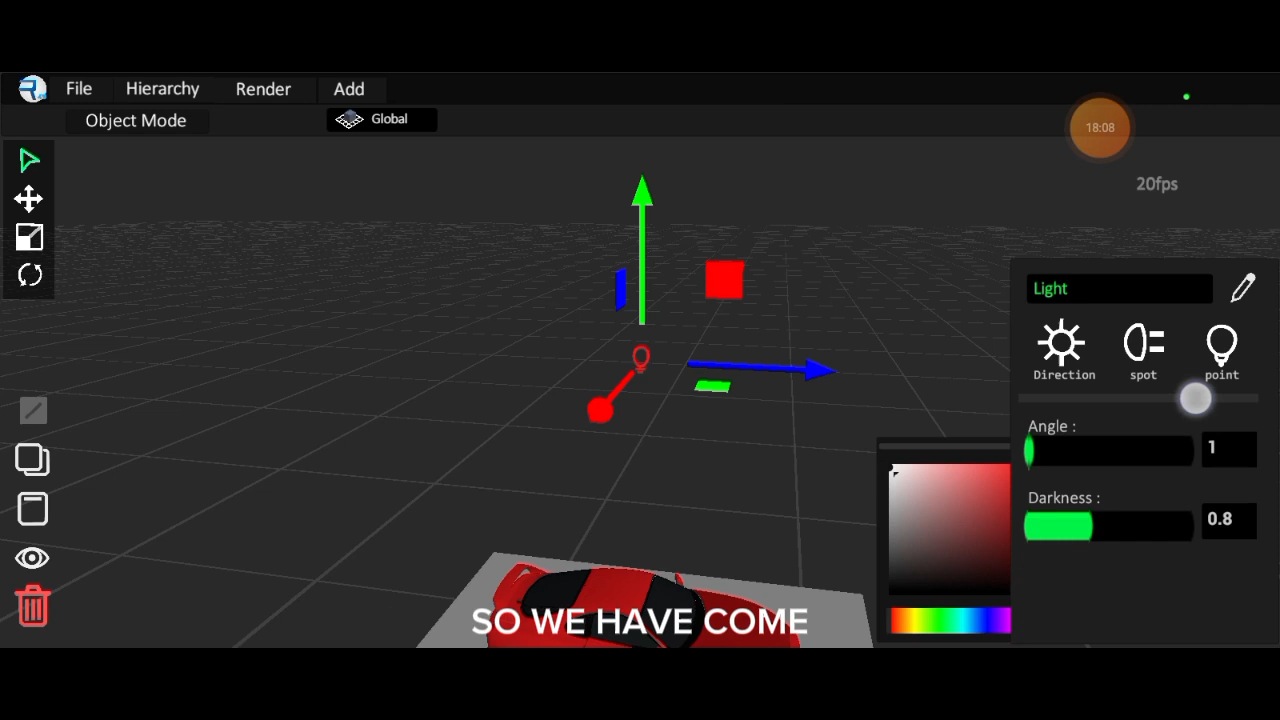 File Hierarchy Render Add
Object Mode Global
18:08
20fps
Light
Direction spot point
Angle :
1
Darkness :
0.8
SO WE HAVE COME